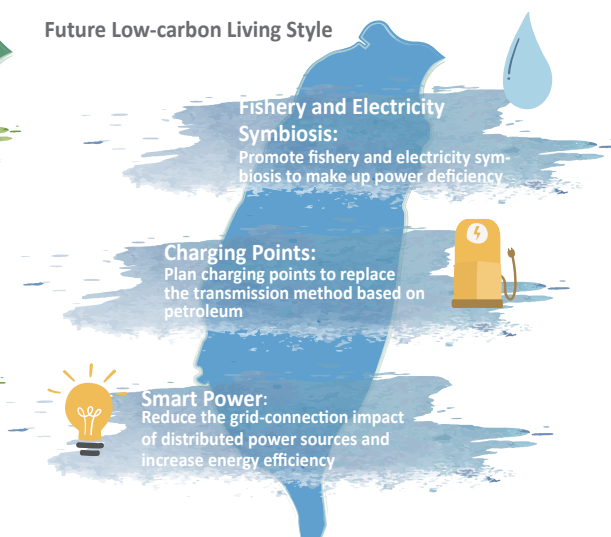 Future Low-carbon Living Style
Fishery and Electricity
Symbiosis:
Promote fishery and electricity sym-
biosis to make up power deficiency
Charging Points:
Plan charging points to replace
the transmission method based on
petroleum
Smart Power:
Reduce the grid-connection impact
of distributed power sources and
increase energy efficiency